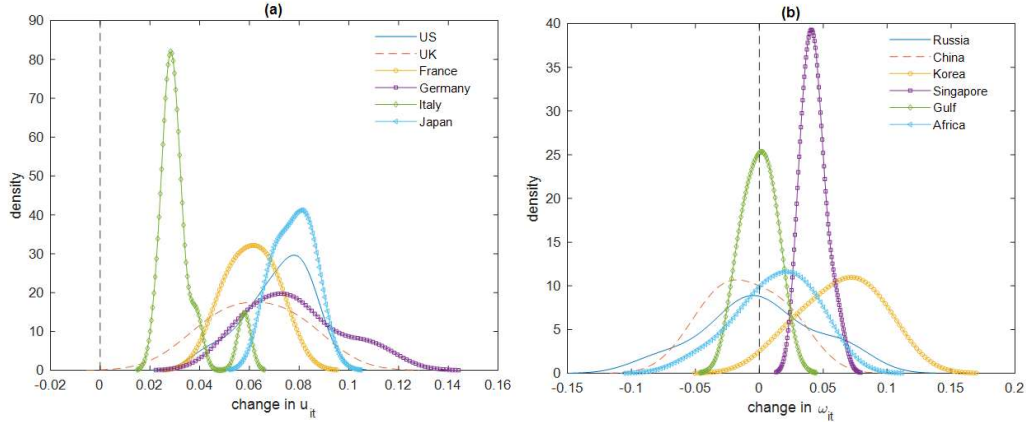 (a)
90
80
70
60
50
40
30
20
10
0
density
-0.02
0
0.02
0.04
0.06
0.08
0.1
0.12
0.14
0.16
change in u_it
US
UK
France
Germany
Italy
Japan
(b)
40
35
30
25
20
15
10
5
0
density
-0.15
-0.1
-0.05
0
0.05
0.1
0.15
0.2
change in ω_it
Russia
China
Korea
Singapore
Gulf
Africa